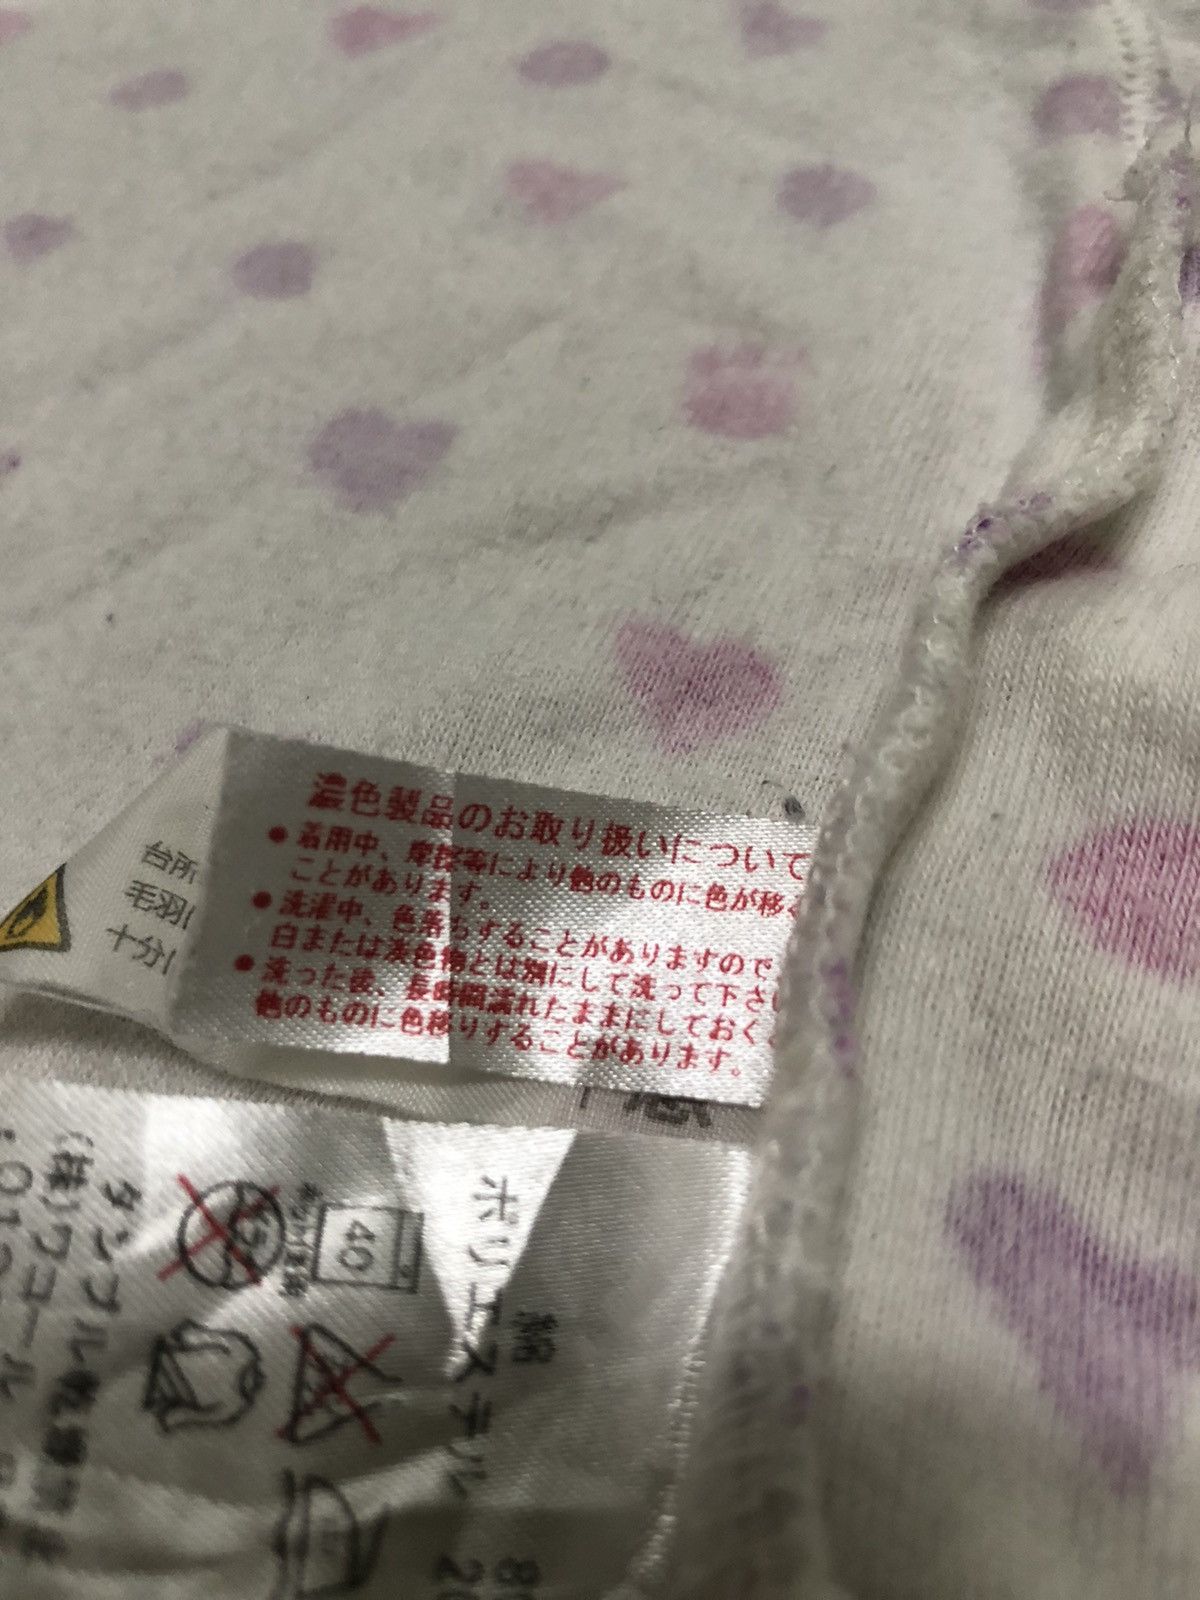 濃色製品のお取り扱いについて
●着用中、摩擦等により他のものに色が移
ことがあります。
●洗濯中、色落ちすることがありますので、
白または淡色物とは別にして洗って下さ
●洗った後、長時間濡れたままにしておく
他のものに色移りすることがあります。
台所
毛羽
十分
綿
ポリエステル
40
タンブル乾燥
(株)ワコール